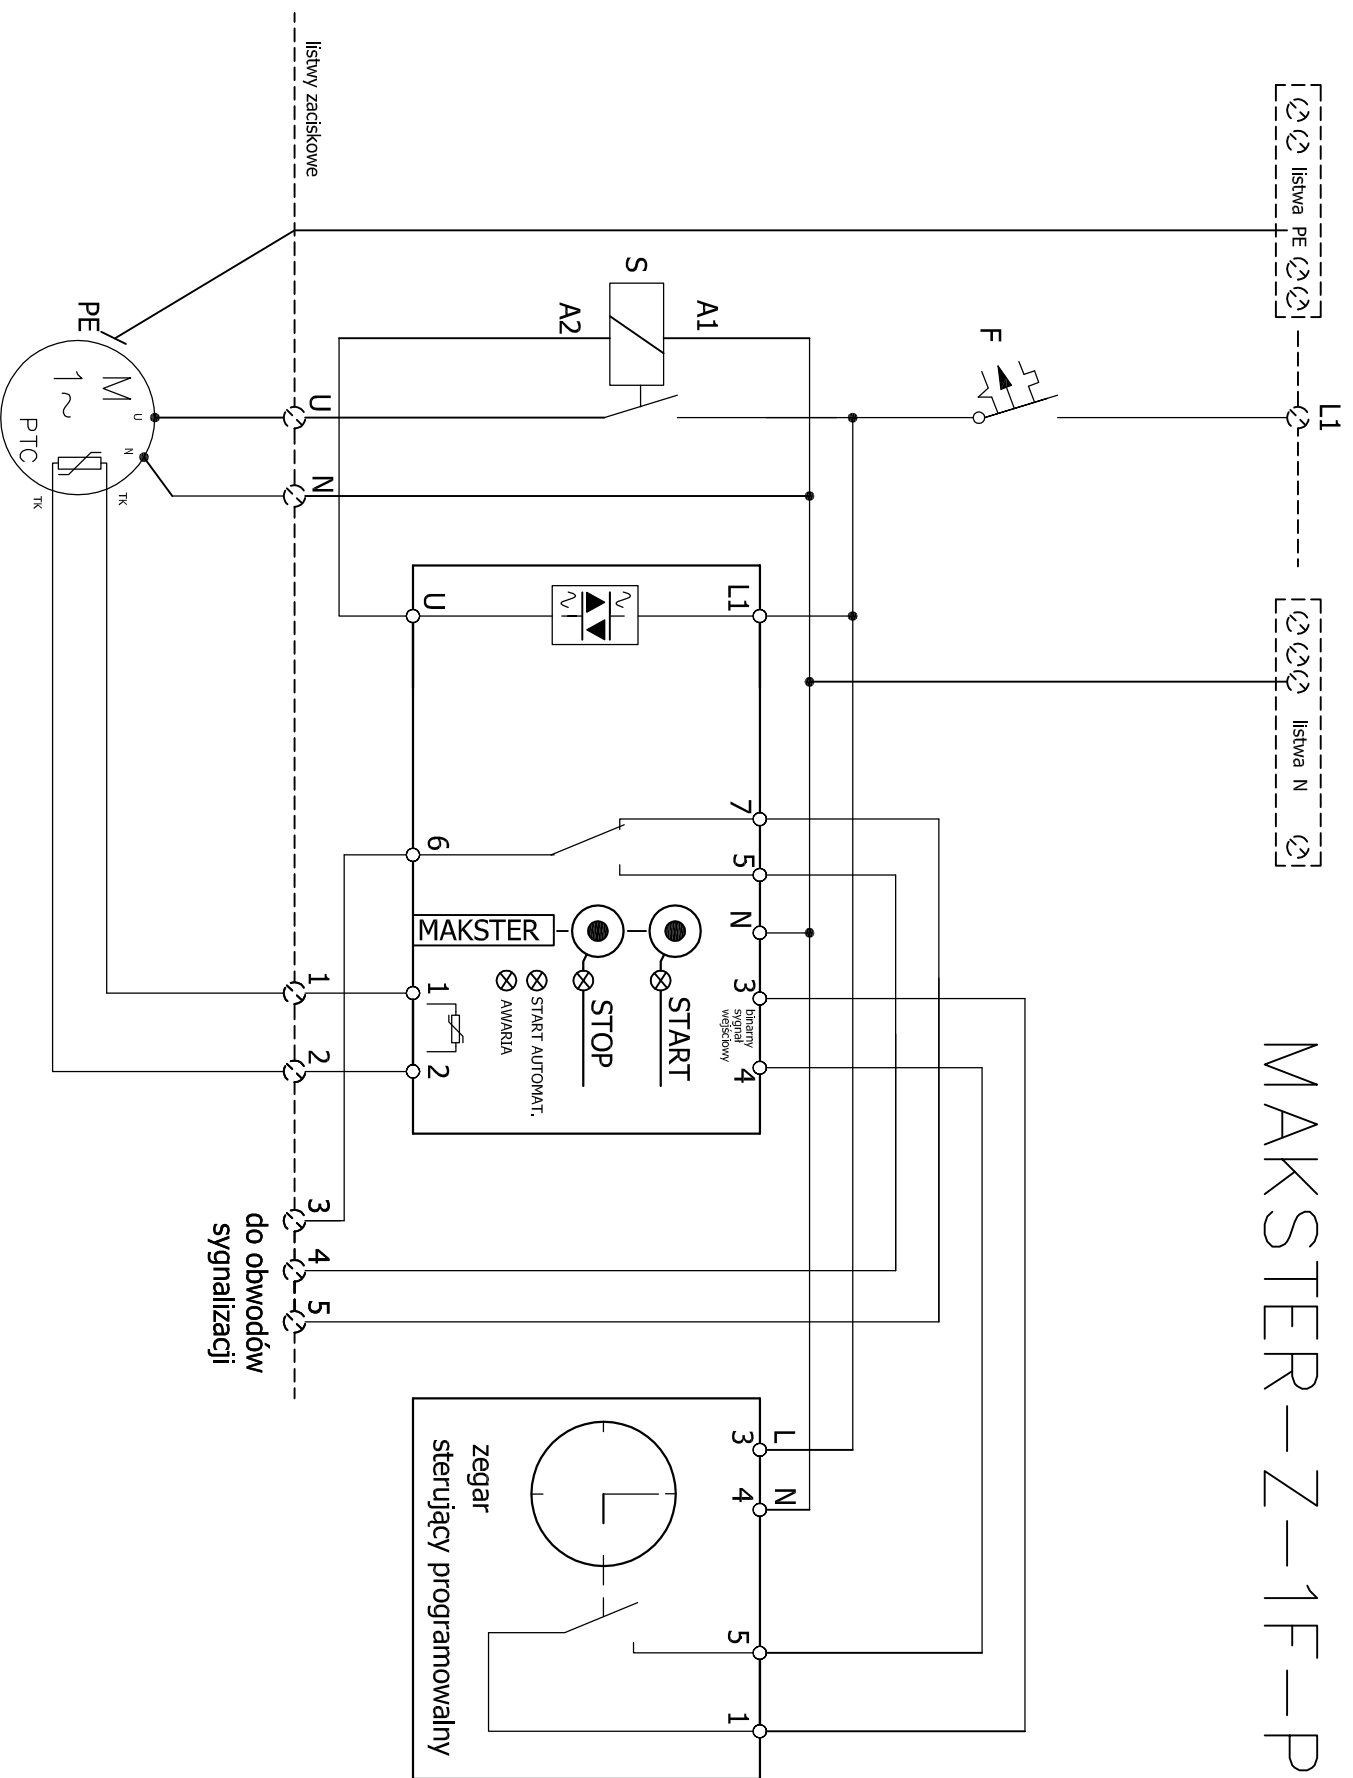 MAKSTER-Z-1F-P
listwa PE
L1
listwa N
F
S
A1
A2
L1
7
5
N
3
4
binarny
sygnał
wejściowy
START
STOP
START AUTOMAT.
AWARIA
MAKSTER
U
6
1
2
L
N
3
4
5
1
zegar
sterujący programowalny
listwy zaciskowe
U
N
1
2
3
4
5
do obwodów
sygnalizacji
PE
M
1~
U
N
PTC
TK
TK